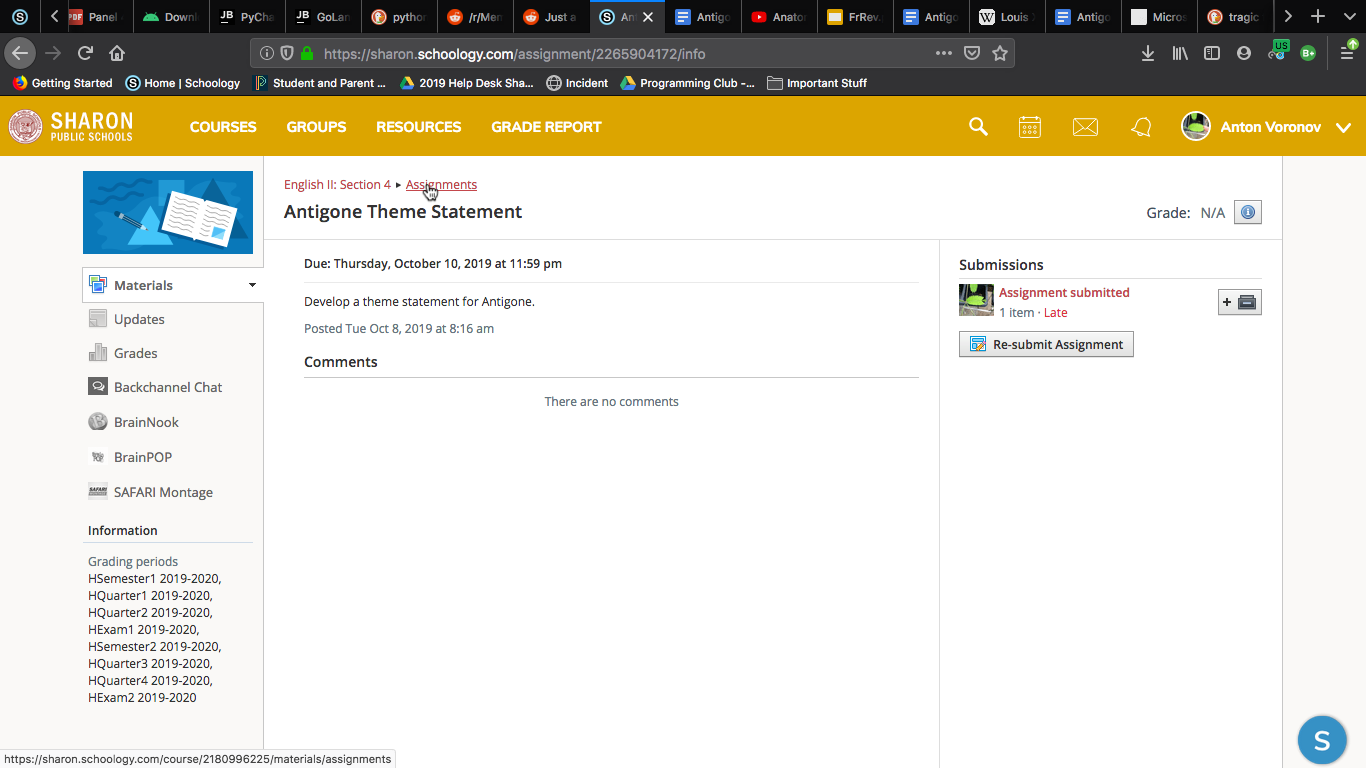 Panel
Downl
JB PyCha
JB GoLan
python
/r/Men
Just a
An
Antigo
Anator
FrRev.
Antigo
Louis
Antigo
Micros
tragic
https://sharon.schoology.com/assignment/2265904172/info
US
B+
Getting Started
Home | Schoology
Student and Parent ...
2019 Help Desk Sha...
Incident
Programming Club -...
Important Stuff
SHARON
PUBLIC SCHOOLS
COURSES
GROUPS
RESOURCES
GRADE REPORT
Anton Voronov
English II: Section 4 ▸ Assignments
Antigone Theme Statement
Grade: N/A
Due: Thursday, October 10, 2019 at 11:59 pm
Develop a theme statement for Antigone.
Posted Tue Oct 8, 2019 at 8:16 am
Comments
There are no comments
Submissions
Assignment submitted
1 item · Late
Re-submit Assignment
Materials
Updates
Grades
Backchannel Chat
BrainNook
BrainPOP
SAFARI Montage
Information
Grading periods
HSemester1 2019-2020,
HQuarter1 2019-2020,
HQuarter2 2019-2020,
HExam1 2019-2020,
HSemester2 2019-2020,
HQuarter3 2019-2020,
HQuarter4 2019-2020,
HExam2 2019-2020
S
https://sharon.schoology.com/course/2180996225/materials/assignments